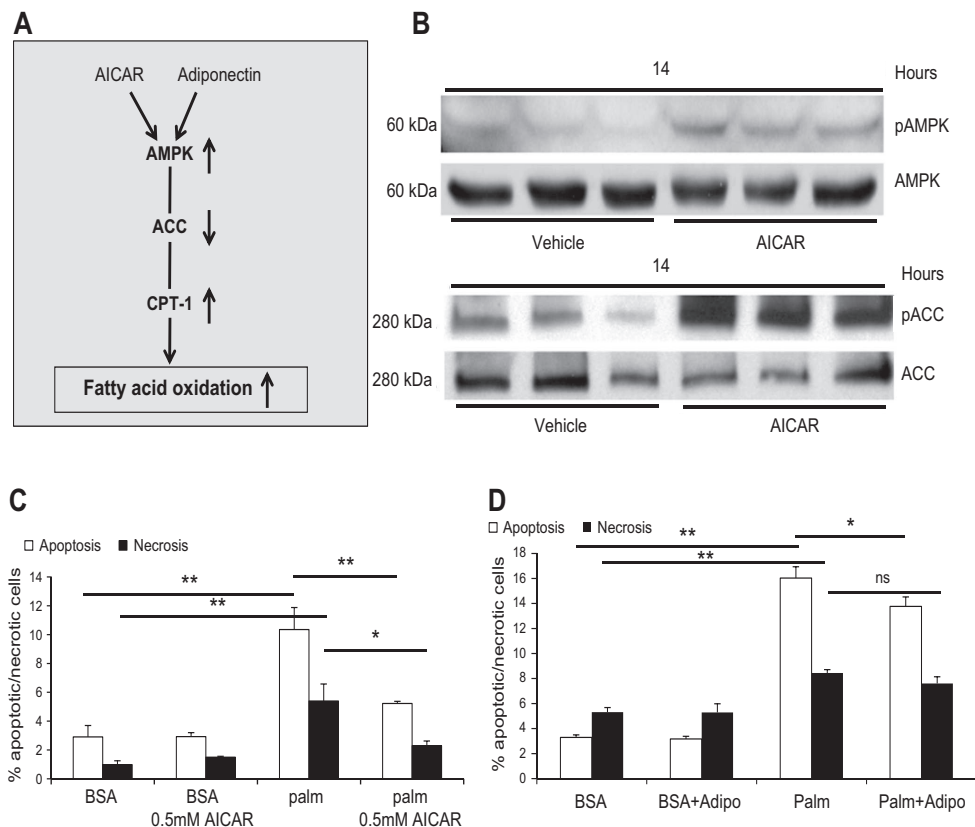 A
AICAR Adiponectin
AMPK
ACC
CPT-1
Fatty acid oxidation
B
14 Hours
60 kDa pAMPK
60 kDa AMPK
Vehicle AICAR
14 Hours
280 kDa pACC
280 kDa ACC
Vehicle AICAR
C
Apoptosis Necrosis
% apoptotic/necrotic cells
14
12
10
8
6
4
2
0
**
**
**
*
BSA BSA palm palm
0.5mM AICAR 0.5mM AICAR
D
Apoptosis Necrosis
% apoptotic/necrotic cells
18
16
14
12
10
8
6
4
2
0
**
**
*
ns
BSA BSA+Adipo Palm Palm+Adipo